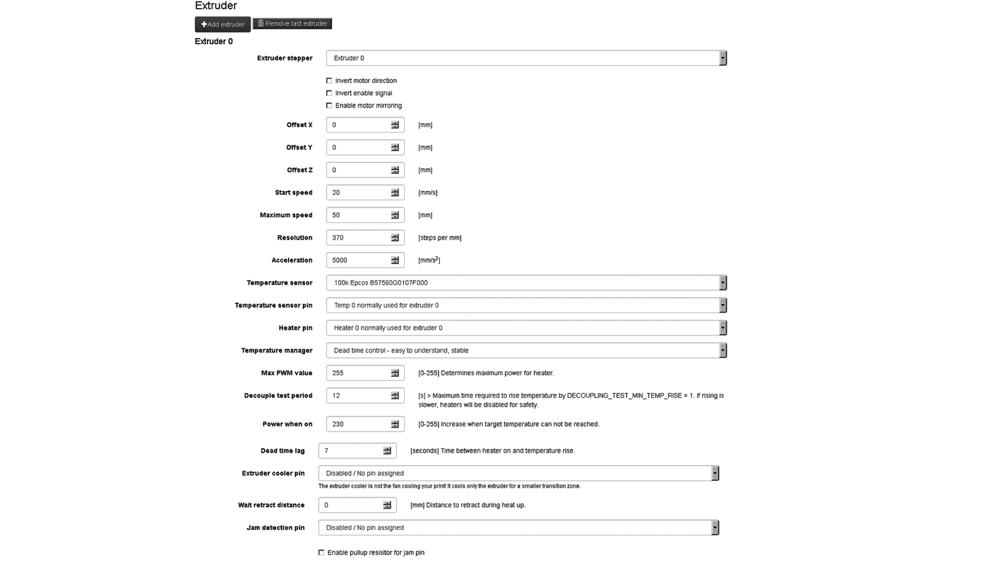 Extruder
Add extruder Remove last extruder
Extruder 0
Extruder stepper Extruder 0
Invert motor direction
Invert enable signal
Enable motor mirroring
Offset X 0 [mm]
Offset Y 0 [mm]
Offset Z 0 [mm]
Start speed 20 [mm/s]
Maximum speed 50 [mm]
Resolution 370 [steps per mm]
Acceleration 5000 [mm/s²]
Temperature sensor 100k Epcos B57560G0107F000
Temperature sensor pin Temp 0 normally used for extruder 0
Heater pin Heater 0 normally used for extruder 0
Temperature manager Dead time control - easy to understand, stable
Max PWM value 255 [0-255] Determines maximum power for heater.
Decouple test period 12 [s] > Maximum time required to rise temperature by DECOUPLING_TEST_MIN_TEMP_RISE = 1. If rising is
slower, heaters will be disabled for safety.
Power when on 230 [0-255] Increase when target temperature can not be reached.
Dead time lag 7 [seconds] Time between heater on and temperature rise.
Extruder cooler pin Disabled / No pin assigned
The extruder cooler is not the fan cooling your print! It cools only the extruder for a smaller transition zone.
Wait retract distance 0 [mm] Distance to retract during heat up.
Jam detection pin Disabled / No pin assigned
Enable pullup resisitor for jam pin